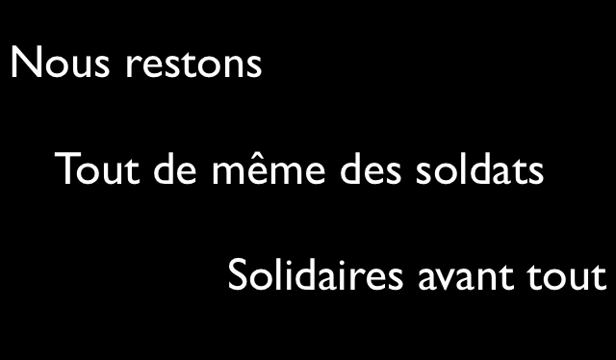 Nous restons
Tout de même des soldats
Solidaires avant tout